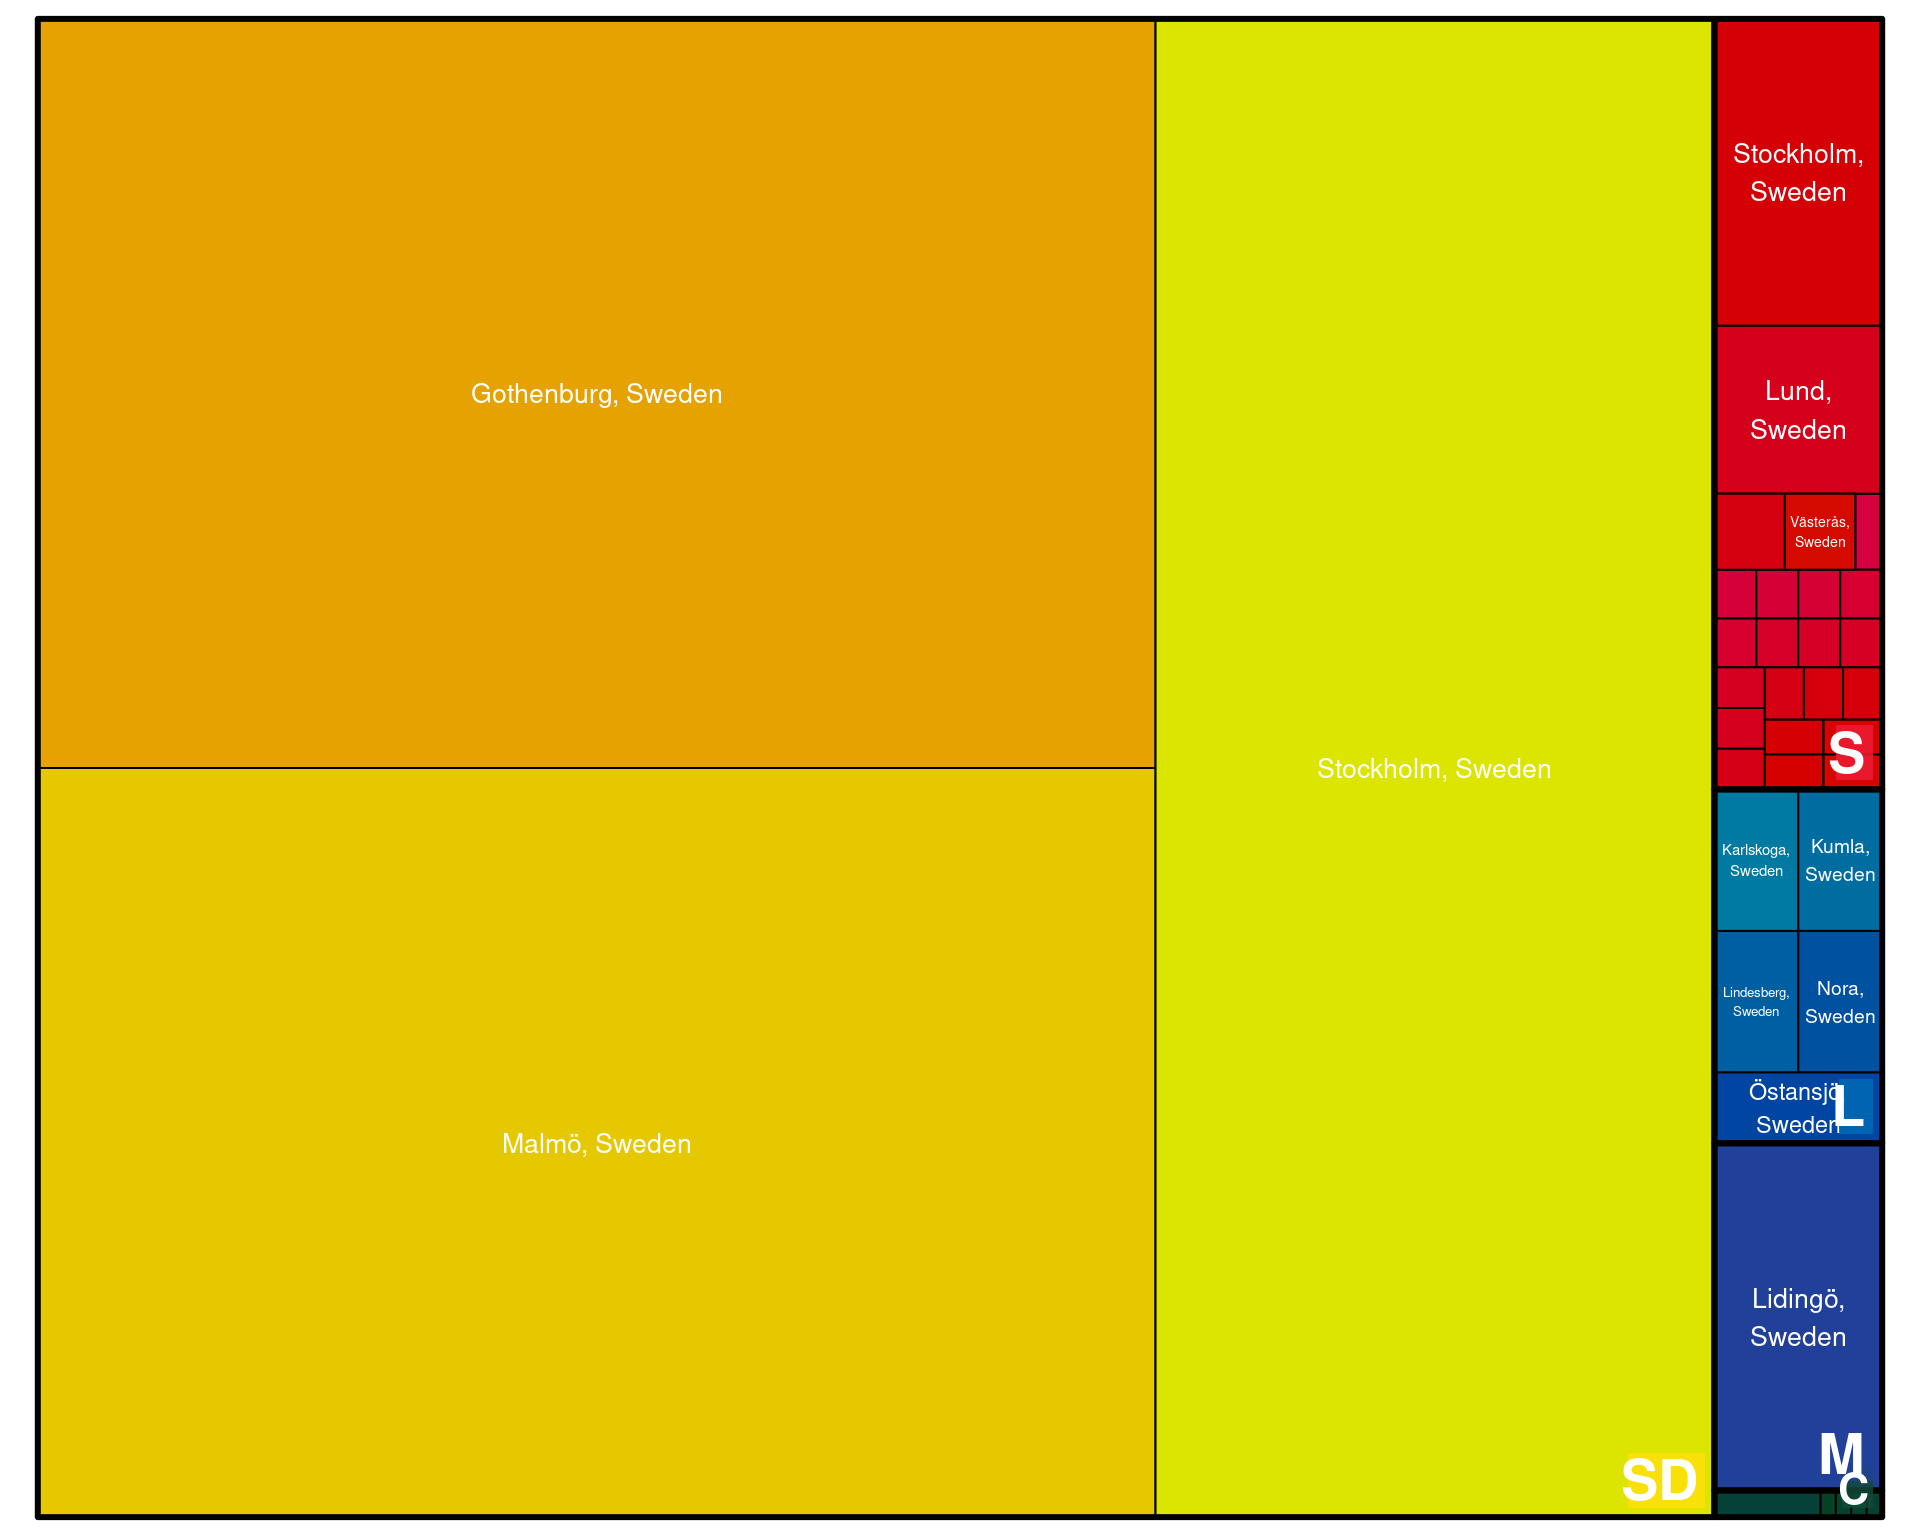 Gothenburg, Sweden
Malmö, Sweden
Stockholm, Sweden
SD
Stockholm,
Sweden
Lund,
Sweden
Västerås,
Sweden
S
Karlskoga,
Sweden
Kumla,
Sweden
Lindesberg,
Sweden
Nora,
Sweden
Östansjö
Sweden
L
Lidingö,
Sweden
M
C